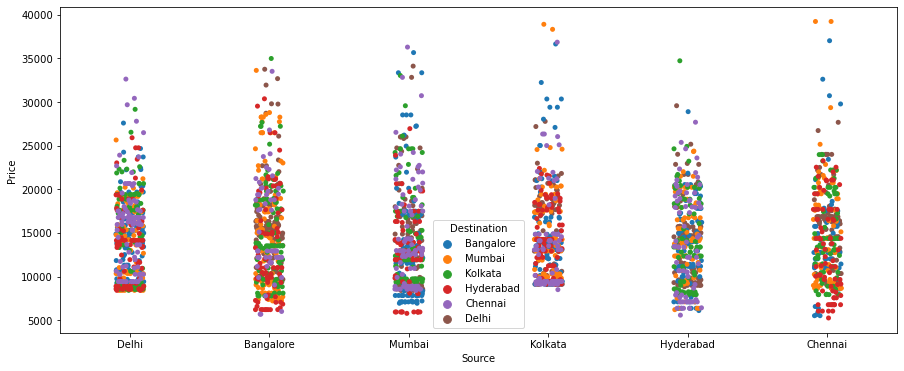 40000
35000
30000
25000
20000
15000
10000
5000
Price
Destination
Bangalore
Mumbai
Kolkata
Hyderabad
Chennai
Delhi
Delhi Bangalore Mumbai Kolkata Hyderabad Chennai
Source